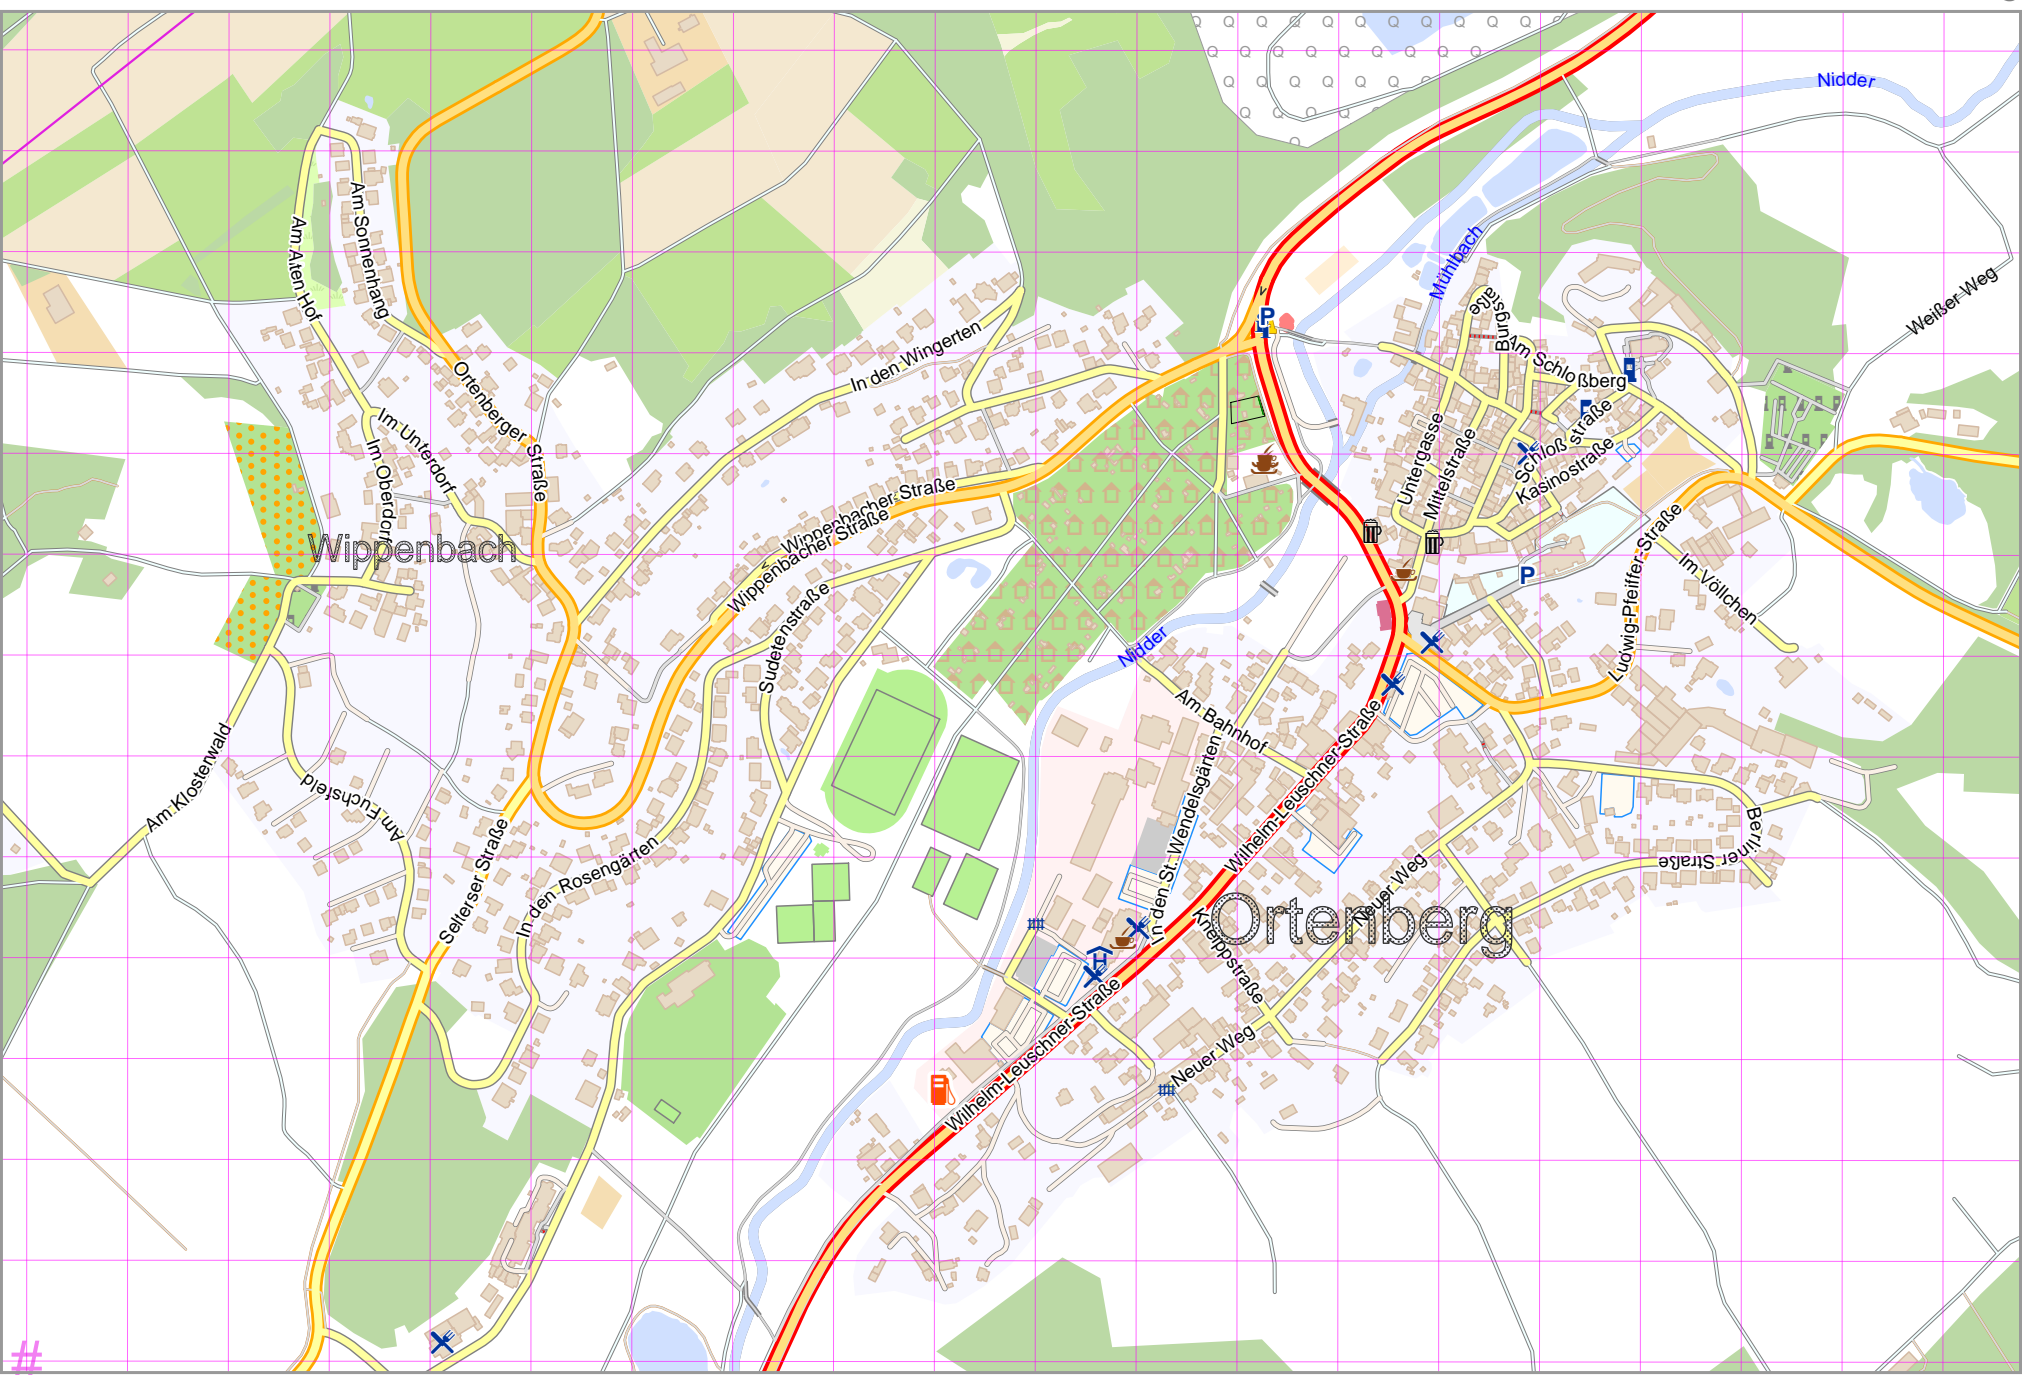 Nidder
Am Sonnenhang
Am Alten Hof
Mühlbach
Weißer Weg
Burgstraße
P
Am Schloßberg
In den Wingerten
Ortenberger Straße
Im Unterdorf
Im Oberdorf
Untergasse
Mittelstraße
Schloßstraße
Kasinostraße
Wippenbacher Straße
Wippenbacher Straße
Wippenbach
Ludwig-Pfeiffer-Straße
Im Völlchen
P
Sudetenstraße
Nidder
Am Bahnhof
Am Klosterwald
Am Fuchsfeld
In den St. Wendelsgärten
Wilhelm-Leuschner-Straße
Selterser Straße
In den Rosengärten
Berliner Straße
Neuer Weg
Ortenberg
Kneippstraße
H
Wilhelm-Leuschner-Straße
Neuer Weg
#